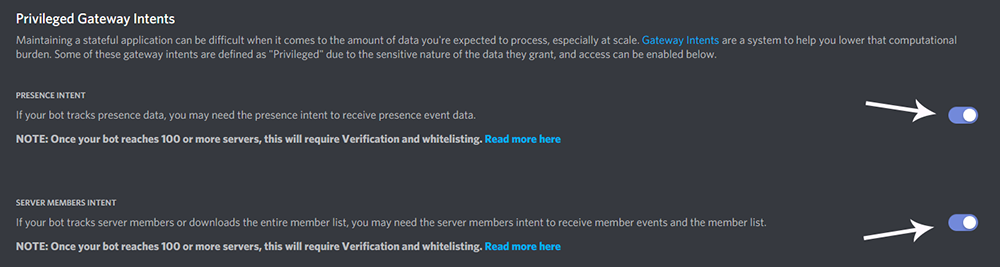 Privileged Gateway Intents
Maintaining a stateful application can be difficult when it comes to the amount of data you're expected to process, especially at scale. Gateway Intents are a system to help you lower that computational
burden. Some of these gateway intents are defined as "Privileged" due to the sensitive nature of the data they grant, and access can be enabled below.
PRESENCE INTENT
If your bot tracks presence data, you may need the presence intent to receive presence event data.
NOTE: Once your bot reaches 100 or more servers, this will require Verification and whitelisting. Read more here
SERVER MEMBERS INTENT
If your bot tracks server members or downloads the entire member list, you may need the server members intent to receive member events and the member list.
NOTE: Once your bot reaches 100 or more servers, this will require Verification and whitelisting. Read more here